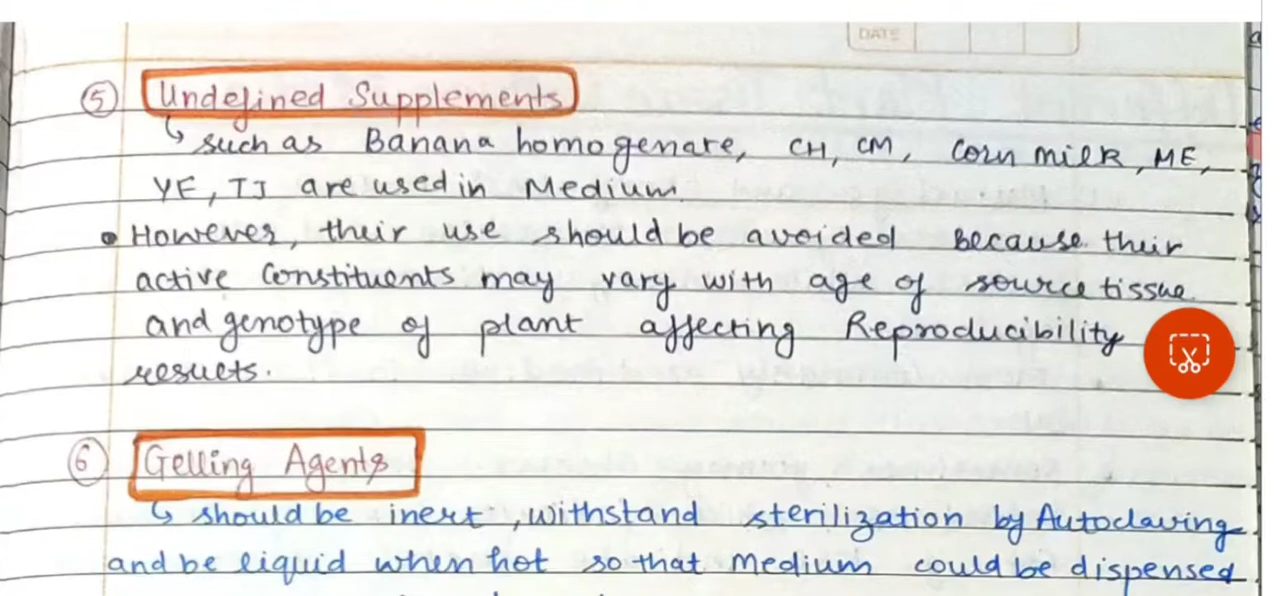 DATE
⑤ Undefined Supplements
↳ such as Banana homogenate, CH, CM, Corn milk, ME,
YE, TJ are used in Medium.
• However, their use should be avoided Because their
active Constituents may vary with age of source tissue
and genotype of plant affecting Reproducibility
results.
⑥ Gelling Agents
↳ should be inert, withstand sterilization by Autoclaving
and be liquid when hot so that Medium could be dispensed